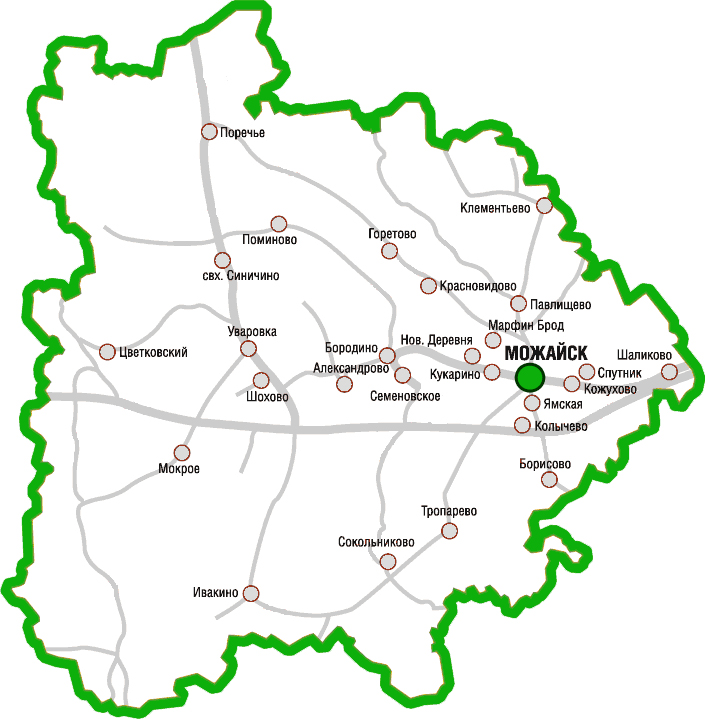 Поречье
Клементьево
Поминово
Горетово
свх. Синичино
Красновидово
Павлищево
Марфин Брод
Уваровка
Бородино
Нов. Деревня
МОЖАЙСК
Цветковский
Шаликово
Александрово
Кукарино
Спутник
Кожухово
Шохово
Семеновское
Ямская
Колычево
Мокрое
Борисово
Тропарево
Сокольниково
Ивакино